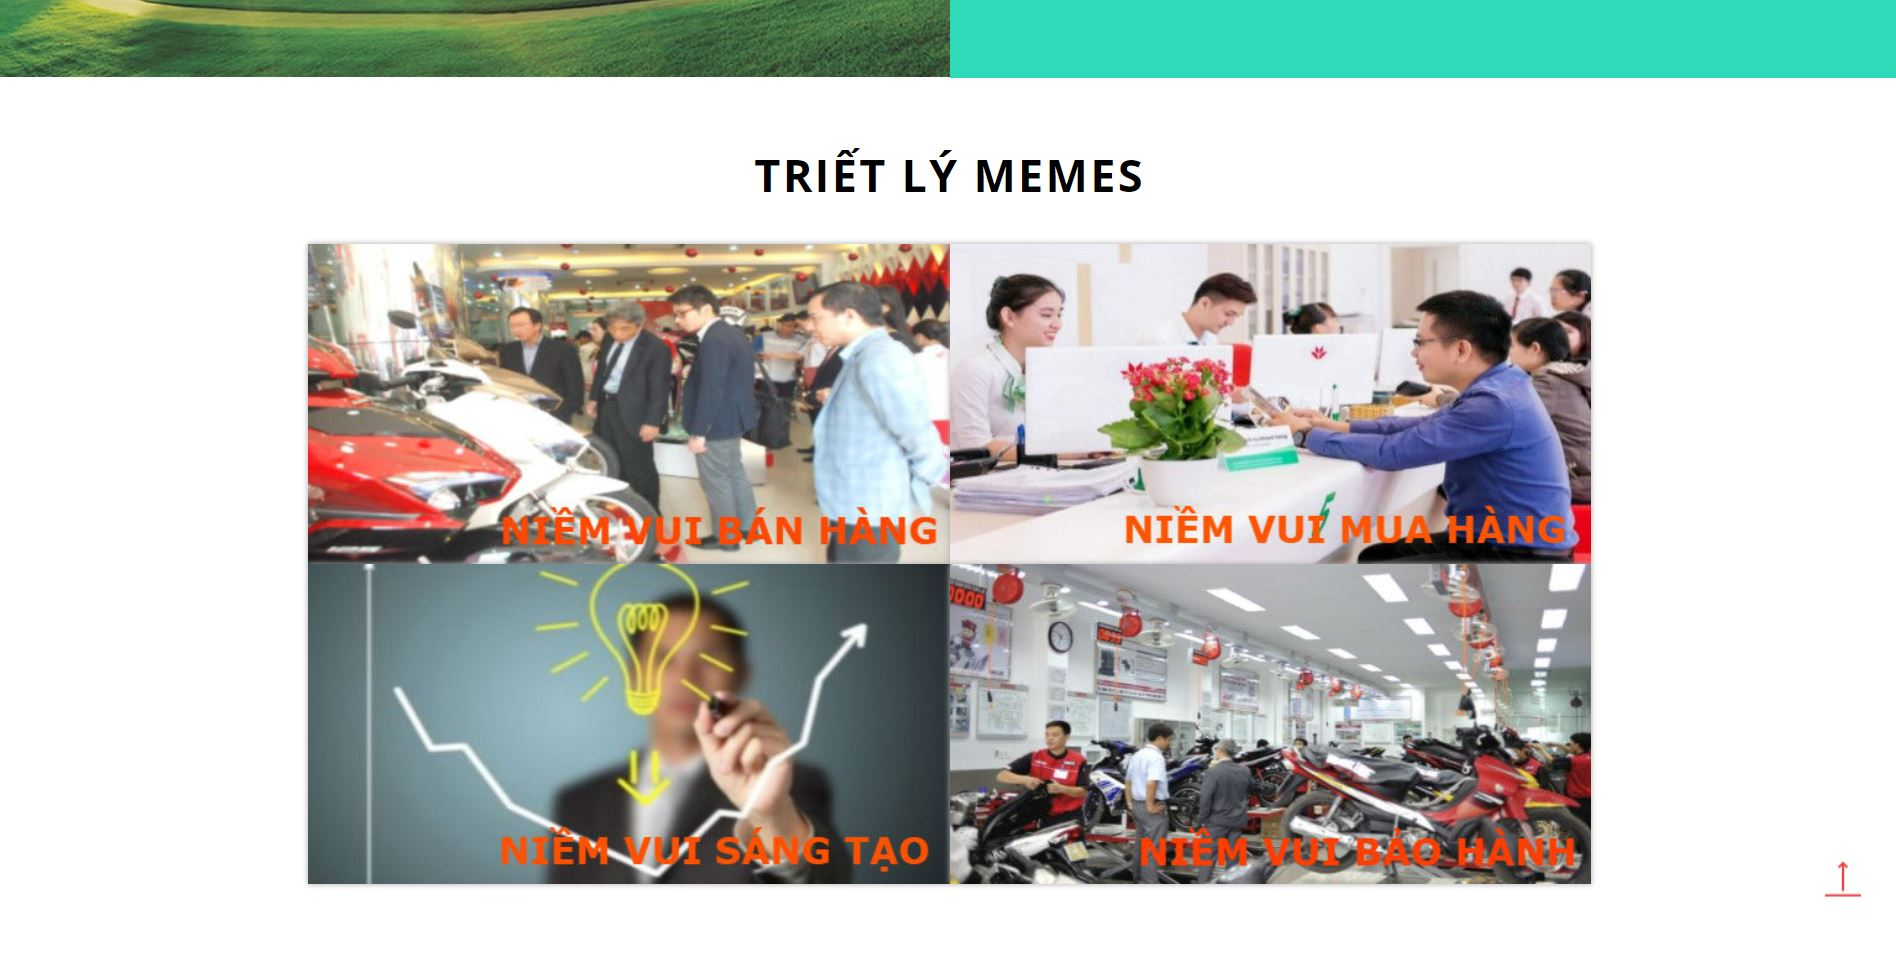 TRIẾT LÝ MEMES
NIỀM VUI BÁN HÀNG
NIỀM VUI MUA HÀNG
NIỀM VUI SÁNG TẠO
NIỀM VUI BẢO HÀNH